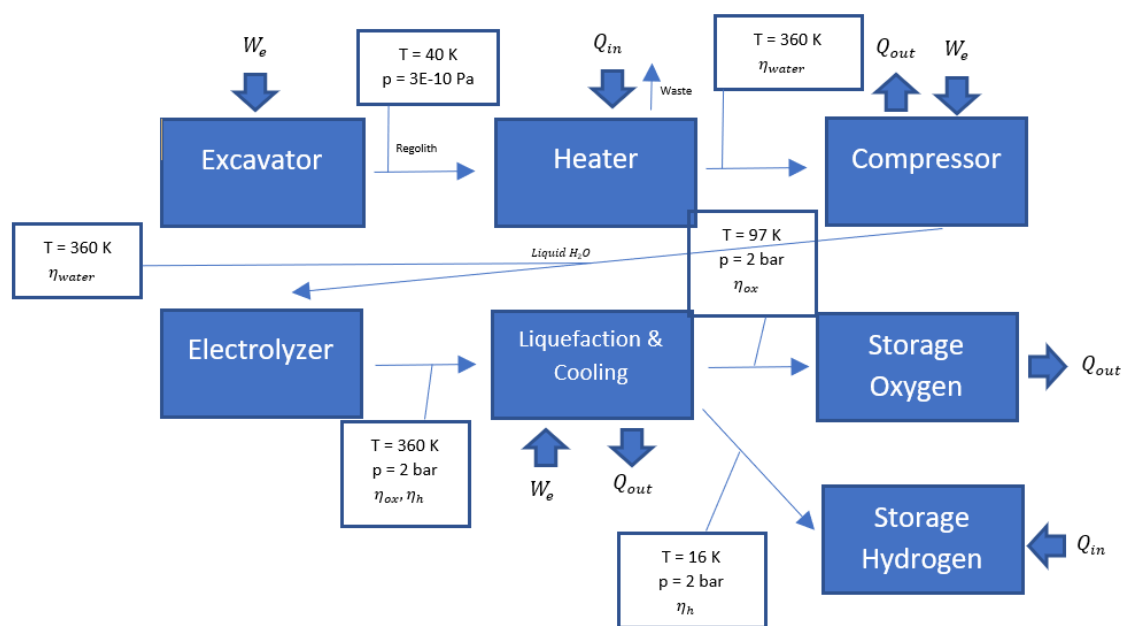 W_e
T = 40 K
p = 3E-10 Pa
Q_in
Waste
T = 360 K
η_water
Q_out
W_e
Excavator
Regolith
Heater
Compressor
T = 360 K
η_water
Liquid H₂O
T = 97 K
p = 2 bar
η_ox
Electrolyzer
Liquefaction &
Cooling
Storage
Oxygen
Q_out
T = 360 K
p = 2 bar
η_ox, η_h
W_e
Q_out
T = 16 K
p = 2 bar
η_h
Storage
Hydrogen
Q_in